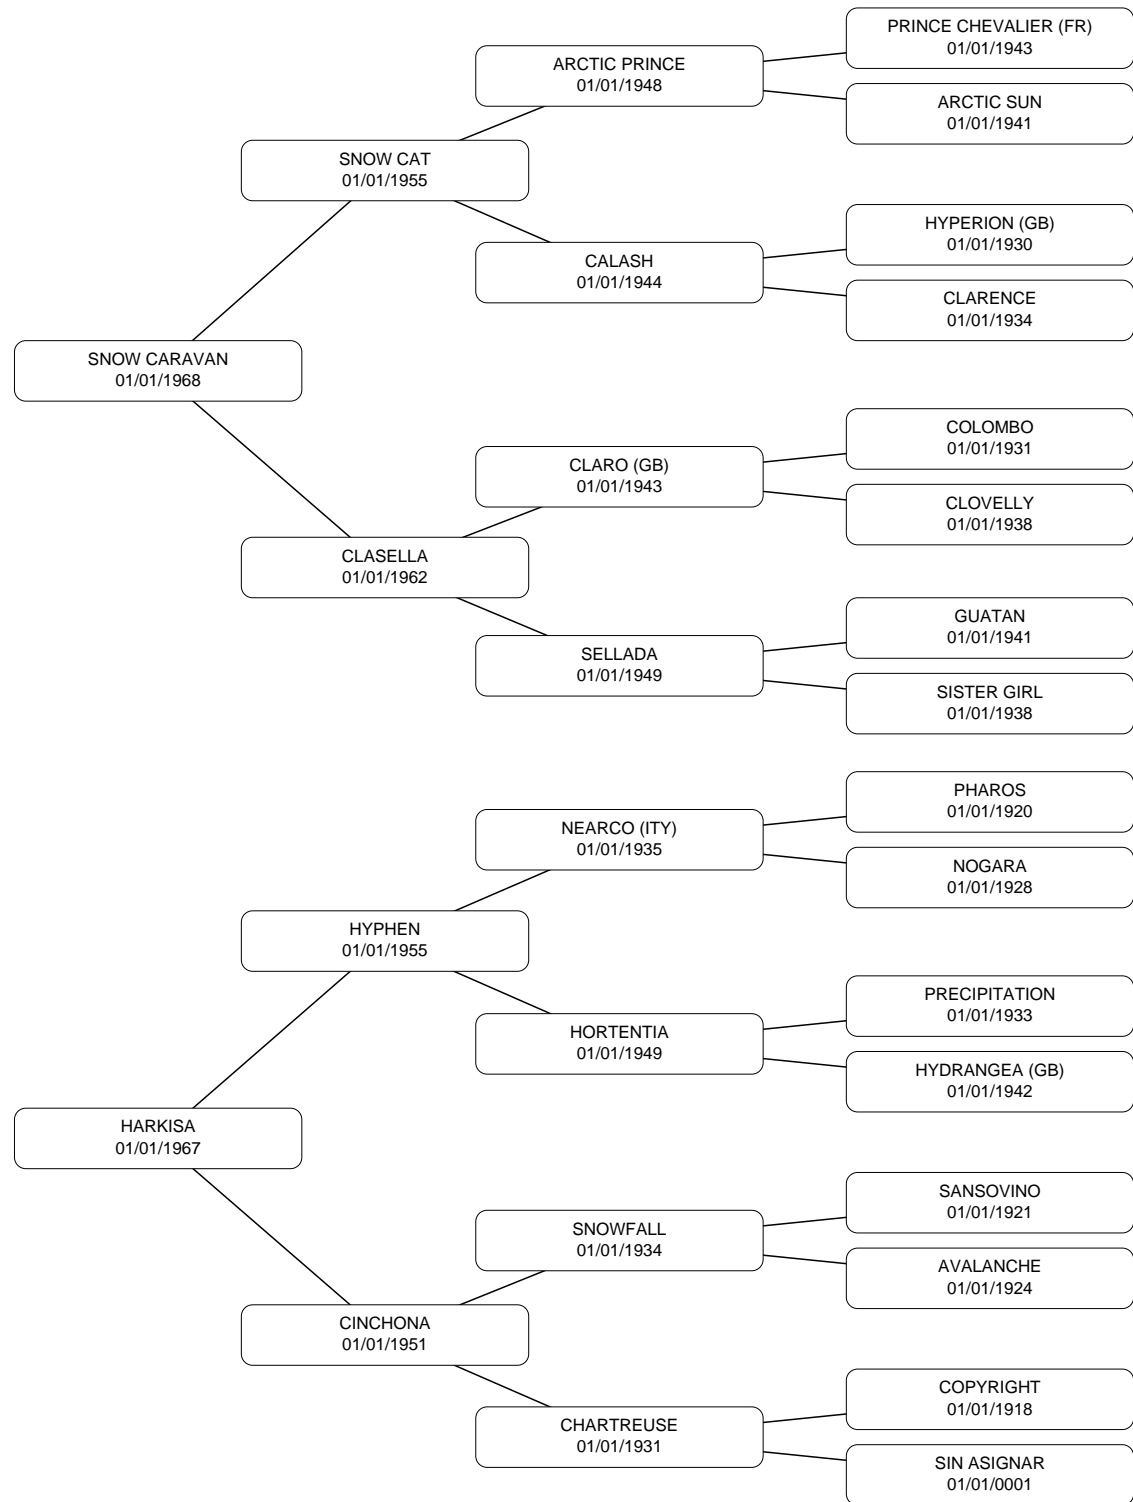 PRINCE CHEVALIER (FR)
01/01/1943
ARCTIC PRINCE
01/01/1948
ARCTIC SUN
01/01/1941
SNOW CAT
01/01/1955
HYPERION (GB)
01/01/1930
CALASH
01/01/1944
CLARENCE
01/01/1934
SNOW CARAVAN
01/01/1968
COLOMBO
01/01/1931
CLARO (GB)
01/01/1943
CLOVELLY
01/01/1938
CLASELLA
01/01/1962
GUATAN
01/01/1941
SELLADA
01/01/1949
SISTER GIRL
01/01/1938
PHAROS
01/01/1920
NEARCO (ITY)
01/01/1935
NOGARA
01/01/1928
HYPHEN
01/01/1955
PRECIPITATION
01/01/1933
HORTENTIA
01/01/1949
HYDRANGEA (GB)
01/01/1942
HARKISA
01/01/1967
SANSOVINO
01/01/1921
SNOWFALL
01/01/1934
AVALANCHE
01/01/1924
CINCHONA
01/01/1951
COPYRIGHT
01/01/1918
CHARTREUSE
01/01/1931
SIN ASIGNAR
01/01/0001